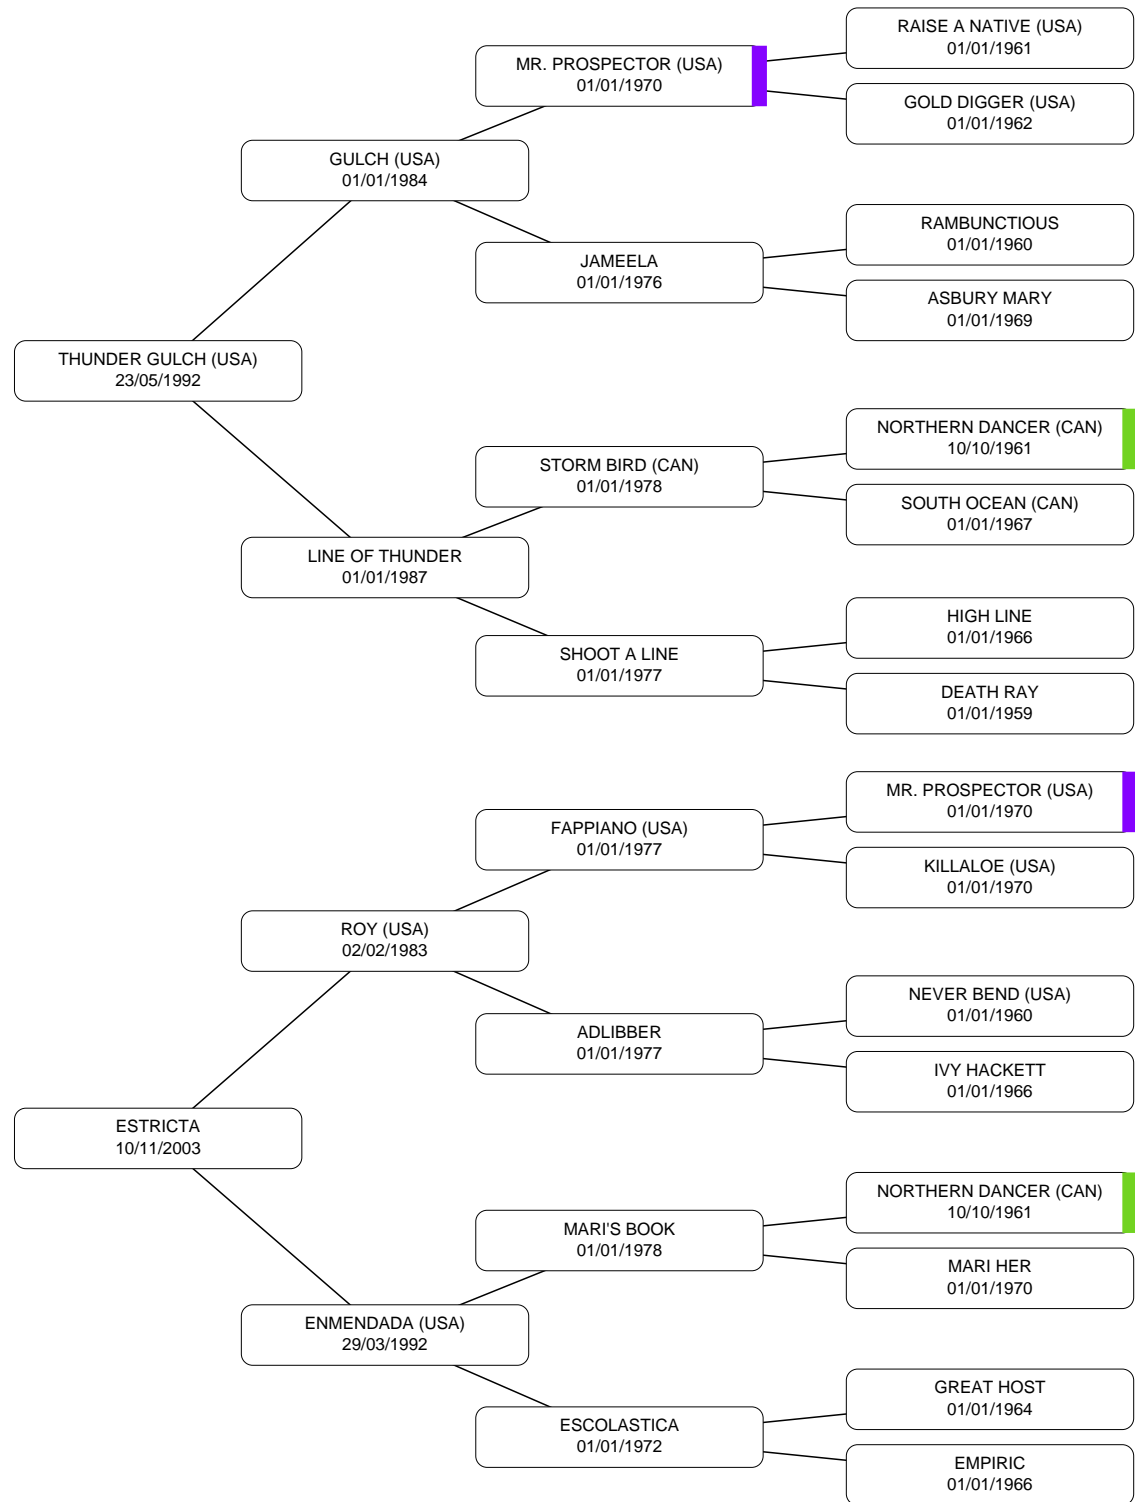 RAISE A NATIVE (USA)
01/01/1961
MR. PROSPECTOR (USA)
01/01/1970
GOLD DIGGER (USA)
01/01/1962
GULCH (USA)
01/01/1984
RAMBUNCTIOUS
01/01/1960
JAMEELA
01/01/1976
ASBURY MARY
01/01/1969
THUNDER GULCH (USA)
23/05/1992
NORTHERN DANCER (CAN)
10/10/1961
STORM BIRD (CAN)
01/01/1978
SOUTH OCEAN (CAN)
01/01/1967
LINE OF THUNDER
01/01/1987
HIGH LINE
01/01/1966
SHOOT A LINE
01/01/1977
DEATH RAY
01/01/1959
MR. PROSPECTOR (USA)
01/01/1970
FAPPIANO (USA)
01/01/1977
KILLALOE (USA)
01/01/1970
ROY (USA)
02/02/1983
NEVER BEND (USA)
01/01/1960
ADLIBBER
01/01/1977
IVY HACKETT
01/01/1966
ESTRICTA
10/11/2003
NORTHERN DANCER (CAN)
10/10/1961
MARI'S BOOK
01/01/1978
MARI HER
01/01/1970
ENMENDADA (USA)
29/03/1992
GREAT HOST
01/01/1964
ESCOLASTICA
01/01/1972
EMPIRIC
01/01/1966